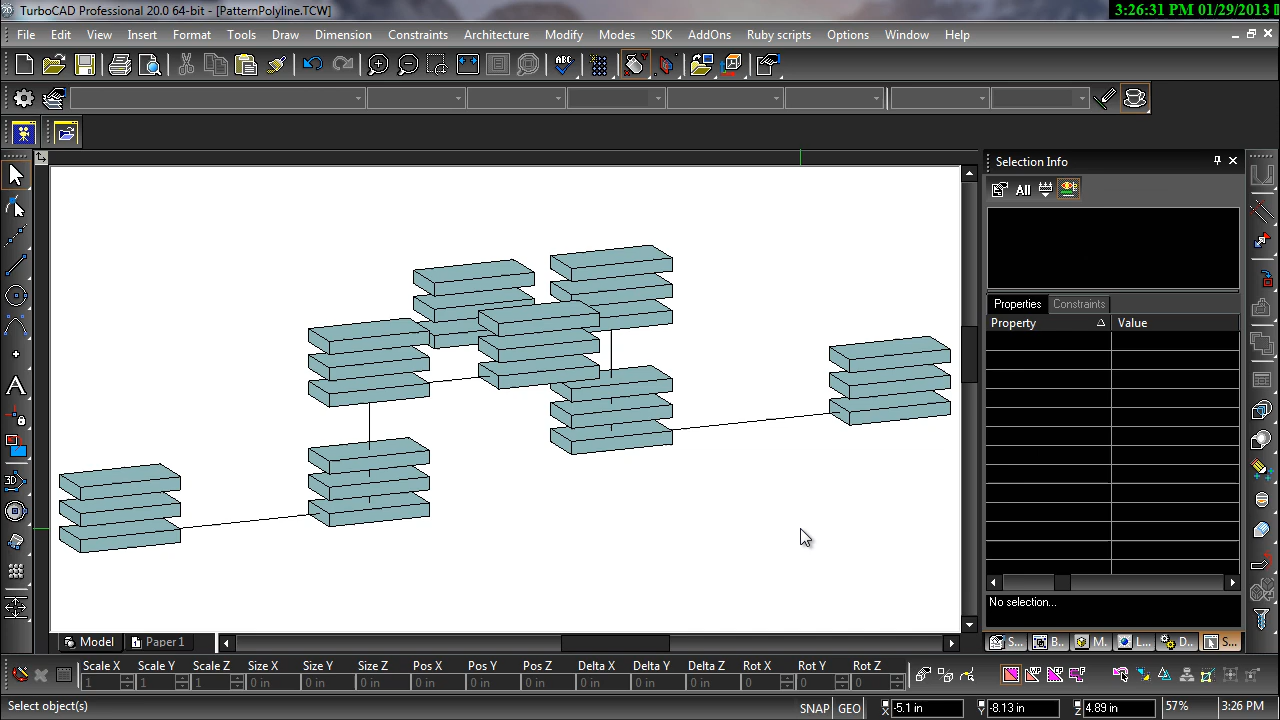 TurboCAD Professional 20.0 64-bit - [PatternPolyline.TCW]
3:26:31 PM 01/29/2013
File Edit View Insert Format Tools Draw Dimension Constraints Architecture Modify Modes SDK AddOns Ruby scripts Options Window Help
ABC
Selection Info
All
Properties Constraints
Property Value
No selection...
Model Paper 1
S... B... M... L... D... S...
Scale X Scale Y Scale Z Size X Size Y Size Z Pos X Pos Y Pos Z Delta X Delta Y Delta Z Rot X Rot Y Rot Z
1 1 1 0 in 0 in 0 in 0 in 0 in 0 in 0 in 0 in 0 in 0 0 0
Select object(s)
SNAP GEO X -5.1 in Y -8.13 in Z 4.89 in 57% 3:26 PM
3D
A